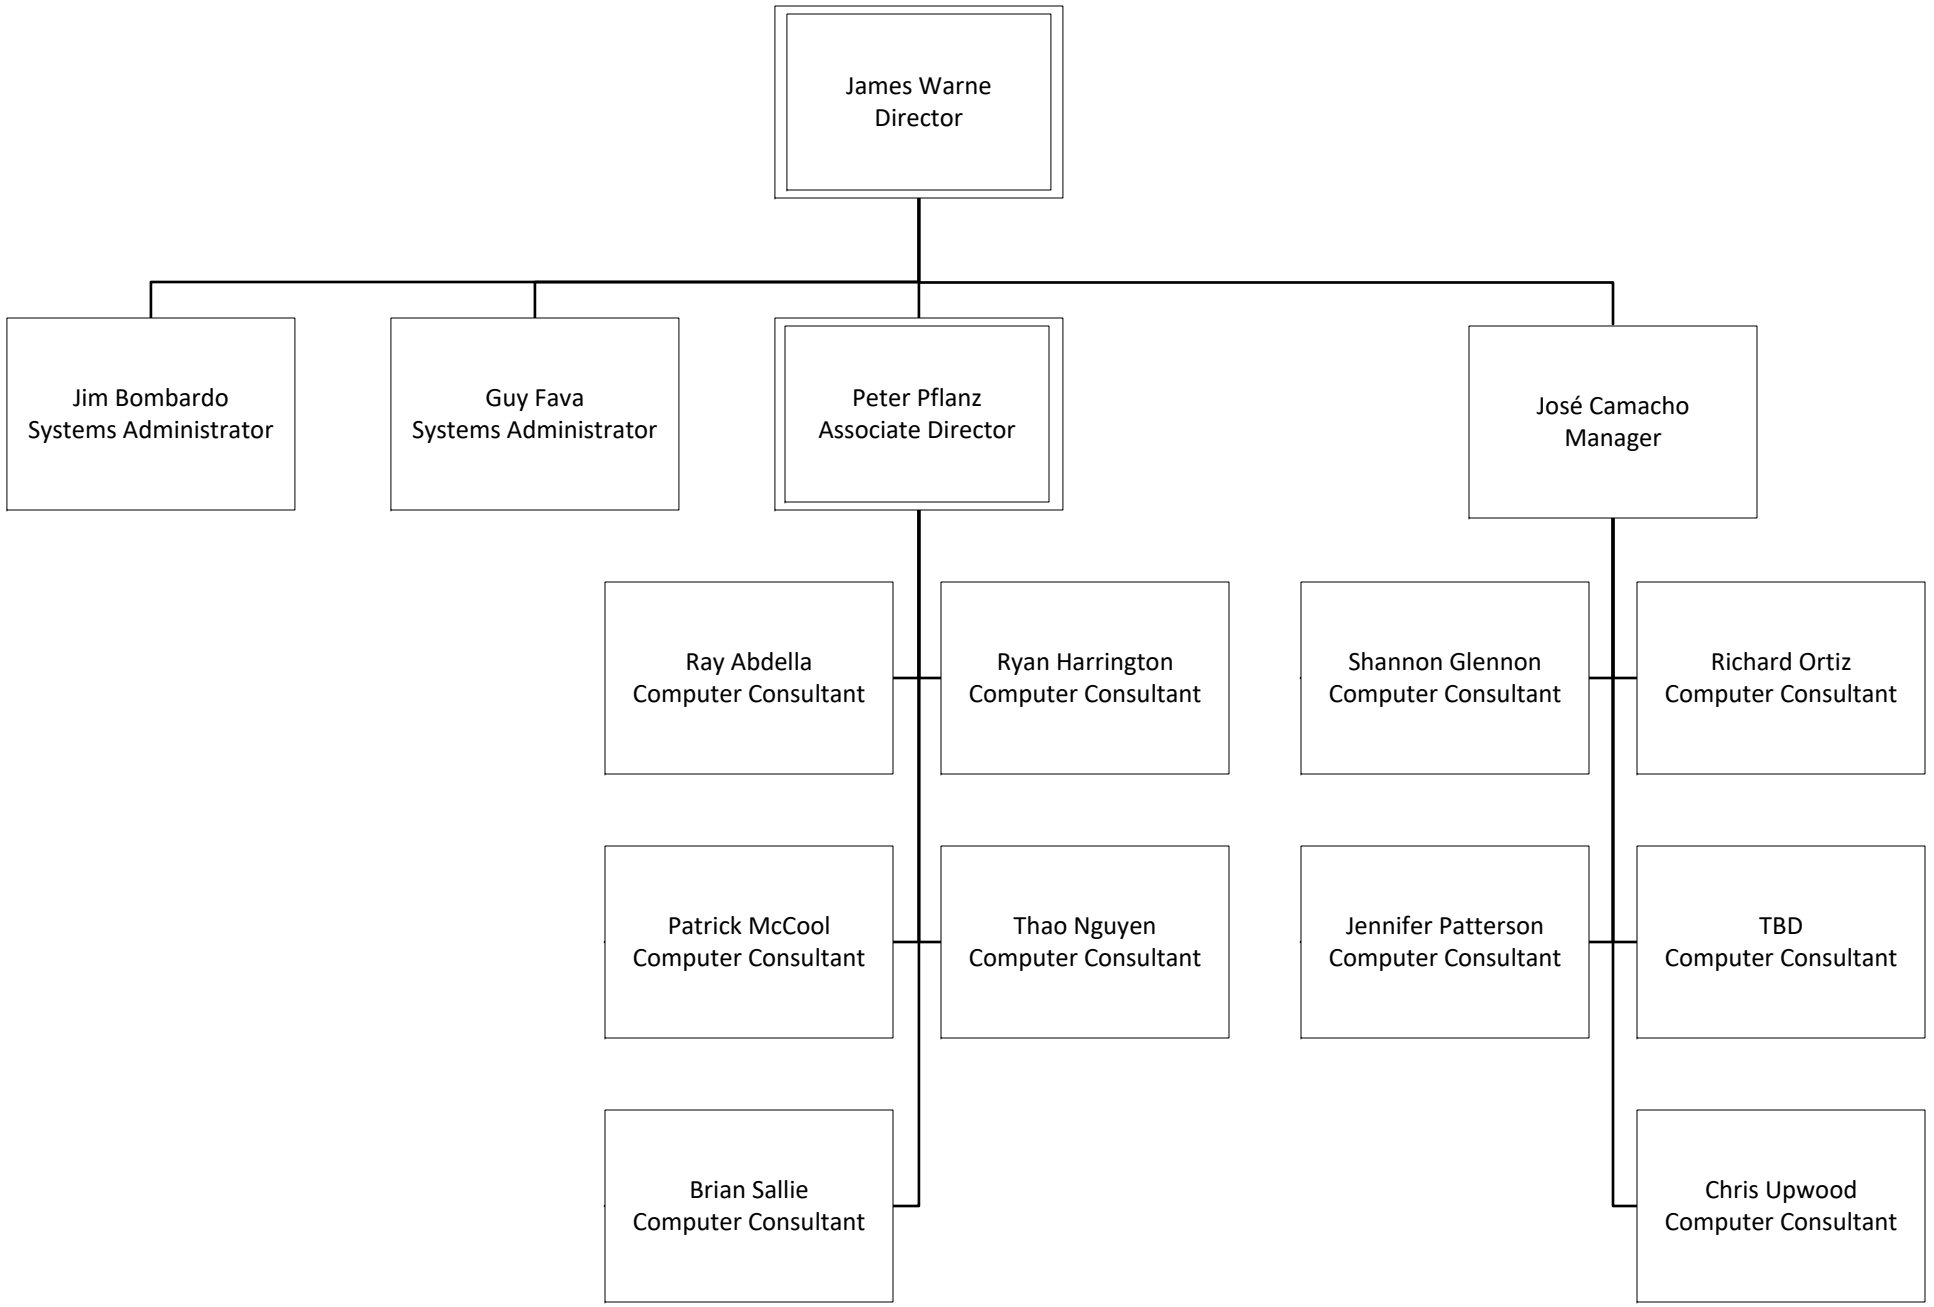 James Warne
Director
Jim Bombardo
Systems Administrator
Guy Fava
Systems Administrator
Peter Pflanz
Associate Director
José Camacho
Manager
Ray Abdella
Computer Consultant
Ryan Harrington
Computer Consultant
Shannon Glennon
Computer Consultant
Richard Ortiz
Computer Consultant
Patrick McCool
Computer Consultant
Thao Nguyen
Computer Consultant
Jennifer Patterson
Computer Consultant
TBD
Computer Consultant
Brian Sallie
Computer Consultant
Chris Upwood
Computer Consultant